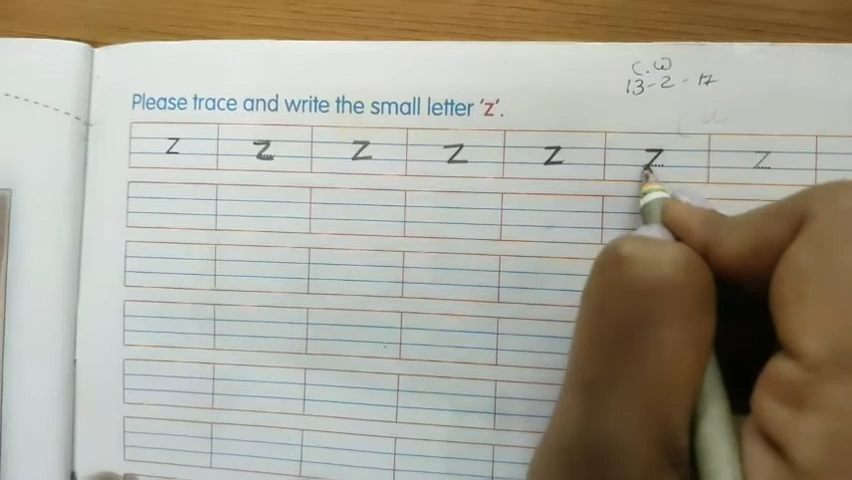 C.W
13-2-17
Please trace and write the small letter 'z'.
z z z z z z z